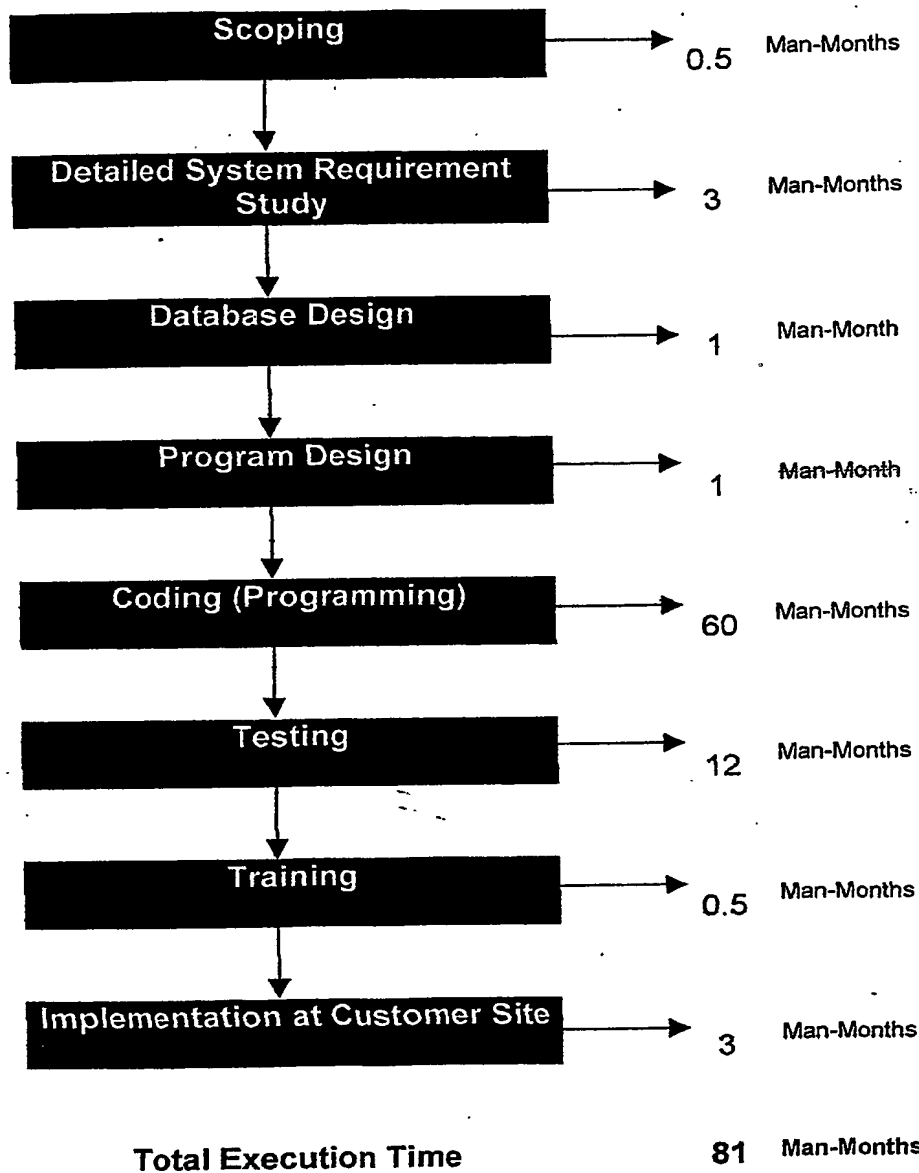 Scoping
0.5 Man-Months
Detailed System Requirement
Study
3 Man-Months
Database Design
1 Man-Month
Program Design
1 Man-Month
Coding (Programming)
60 Man-Months
Testing
12 Man-Months
Training
0.5 Man-Months
Implementation at Customer Site
3 Man-Months
Total Execution Time 81 Man-Months